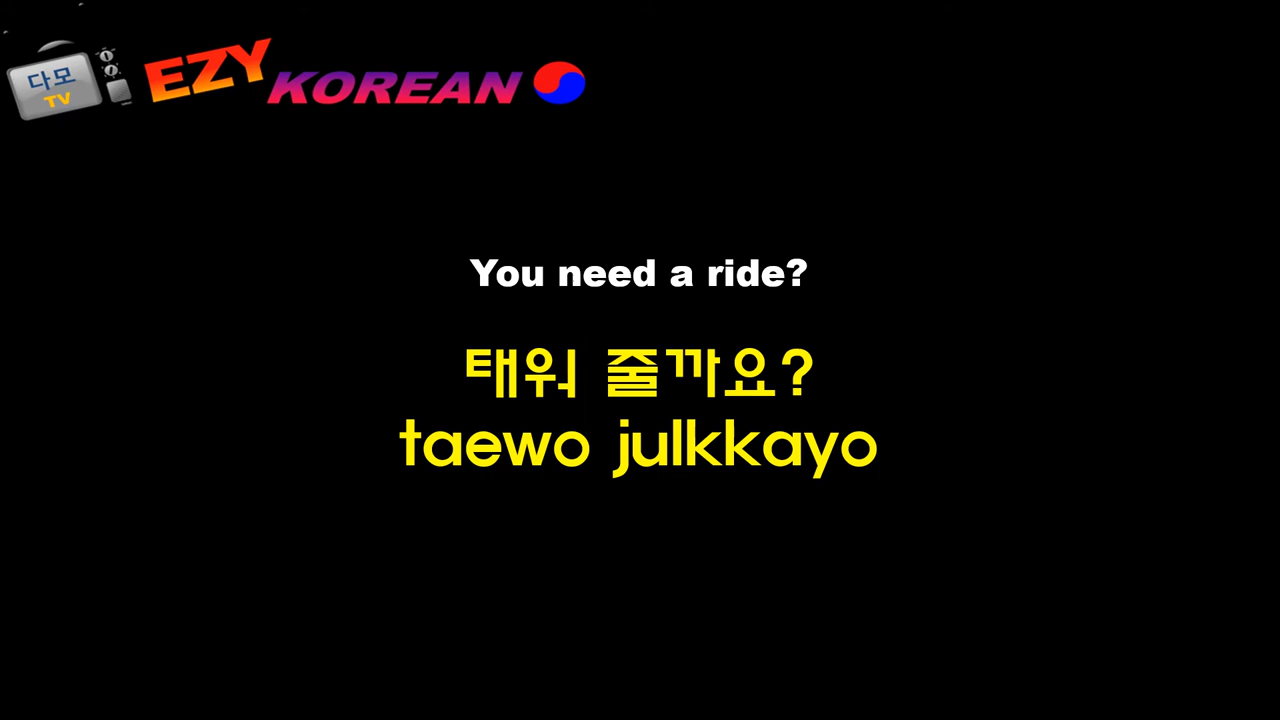 다모
TV
EZY KOREAN
You need a ride?
태워 줄까요?
taewo julkkayo